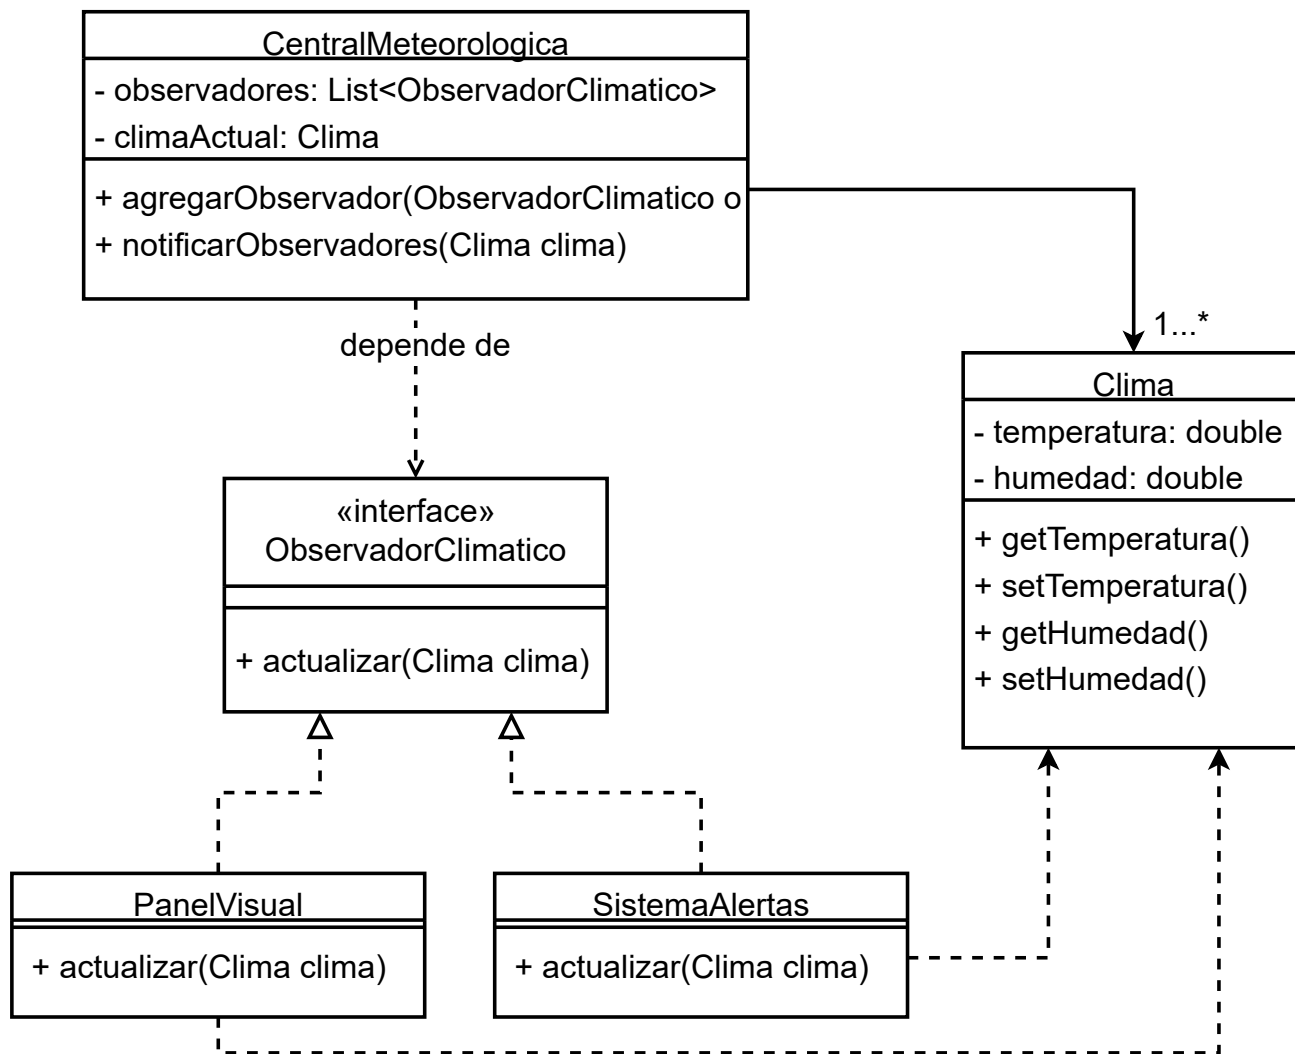 CentralMeteorologica
- observadores: List<ObservadorClimatico>
- climaActual: Clima
+ agregarObservador(ObservadorClimatico o
+ notificarObservadores(Clima clima)
depende de
1...*
Clima
- temperatura: double
- humedad: double
+ getTemperatura()
+ setTemperatura()
+ getHumedad()
+ setHumedad()
«interface»
ObservadorClimatico
+ actualizar(Clima clima)
PanelVisual
+ actualizar(Clima clima)
SistemaAlertas
+ actualizar(Clima clima)